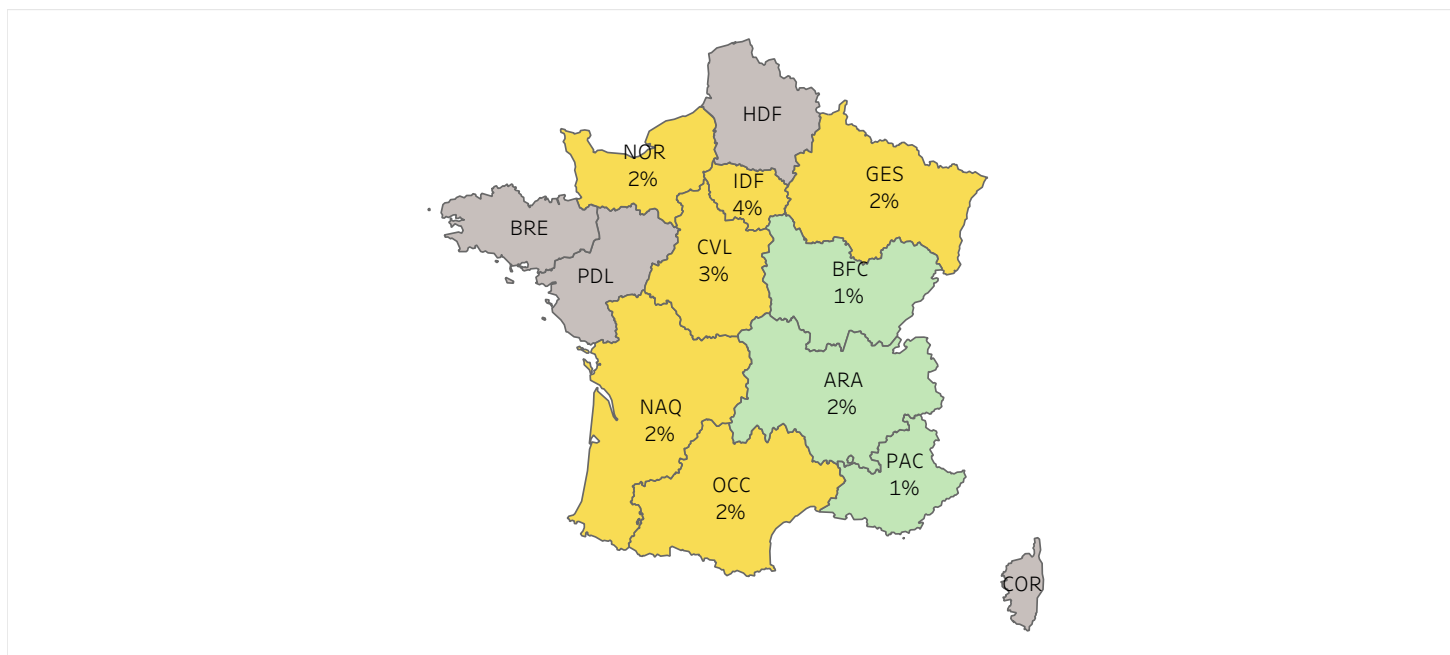 HDF
NOR
2%
IDF
4%
GES
2%
BRE
PDL
CVL
3%
BFC
1%
NAQ
2%
ARA
2%
OCC
2%
PAC
1%
COR